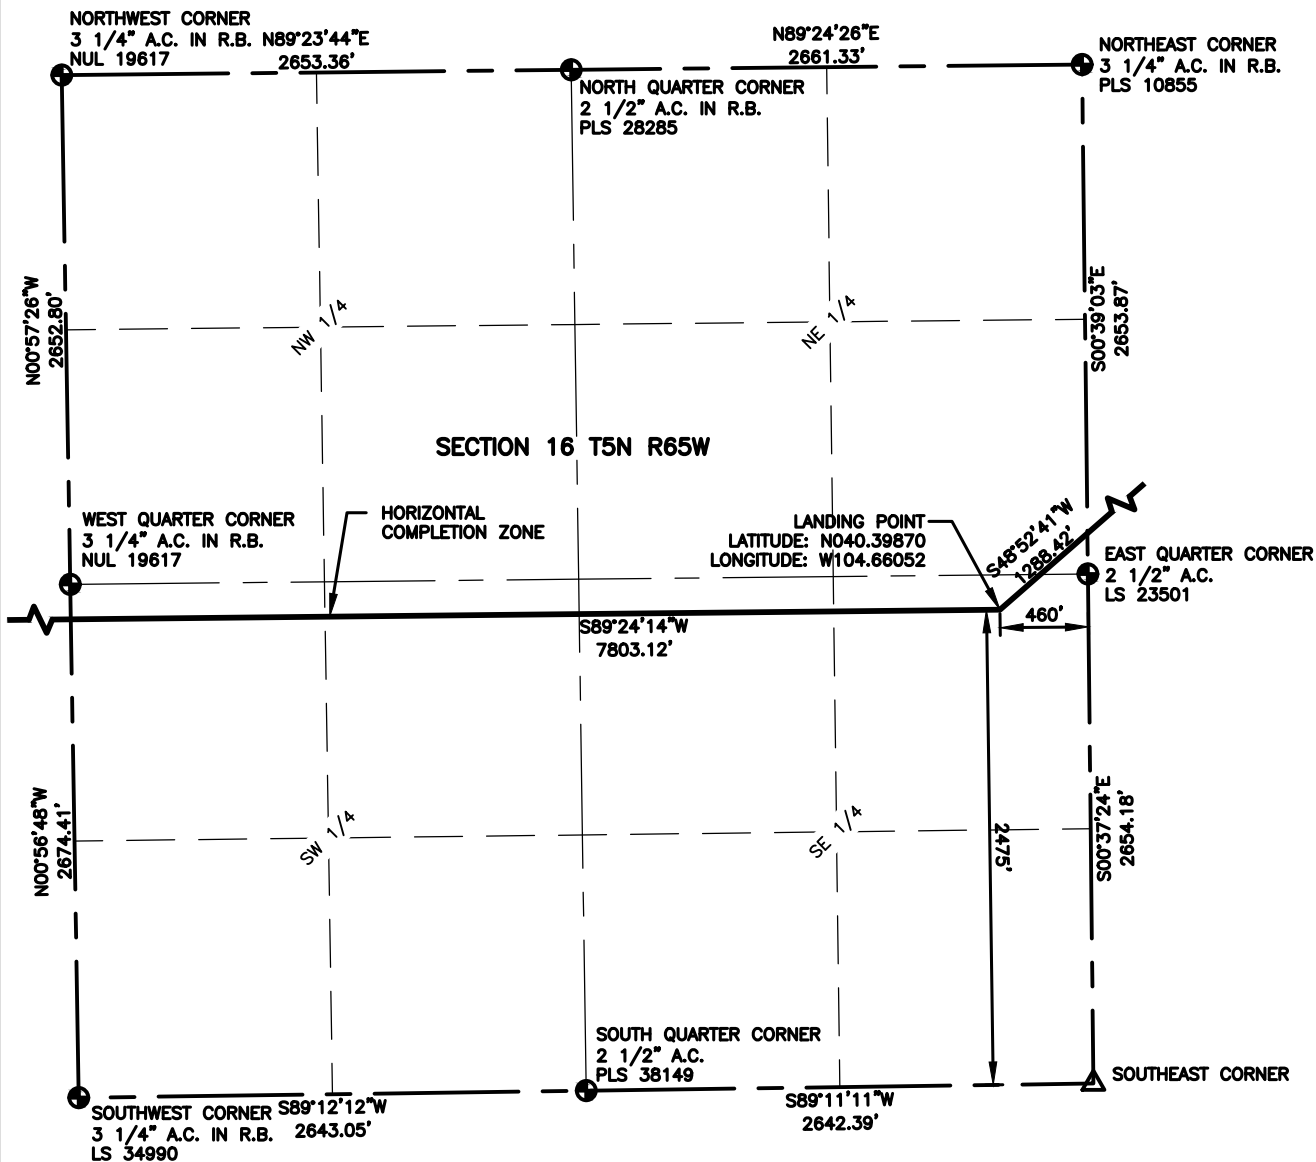 NORTHWEST CORNER
3 1/4" A.C. IN R.B.
NUL 19617
N89°23'44"E
2653.36'
N89°24'26"E
2661.33'
NORTHEAST CORNER
3 1/4" A.C. IN R.B.
PLS 10855
NORTH QUARTER CORNER
2 1/2" A.C. IN R.B.
PLS 28285
N00°57'26"W
2652.80'
NW 1/4
NE 1/4
S00°39'03"E
2653.87'
SECTION 16 T5N R65W
WEST QUARTER CORNER
3 1/4" A.C. IN R.B.
NUL 19617
HORIZONTAL
COMPLETION ZONE
LANDING POINT
LATITUDE: N040.39870
LONGITUDE: W104.66052
S48°52'41"W
1288.42'
EAST QUARTER CORNER
2 1/2" A.C.
LS 23501
460'
S89°24'14"W
7803.12'
N00°56'48"W
2674.41'
SW 1/4
SE 1/4
2475'
S00°37'24"E
2654.18'
SOUTH QUARTER CORNER
2 1/2" A.C.
PLS 38149
SOUTHEAST CORNER
SOUTHWEST CORNER
3 1/4" A.C. IN R.B.
LS 34990
S89°12'12"W
2643.05'
S89°11'11"W
2642.39'